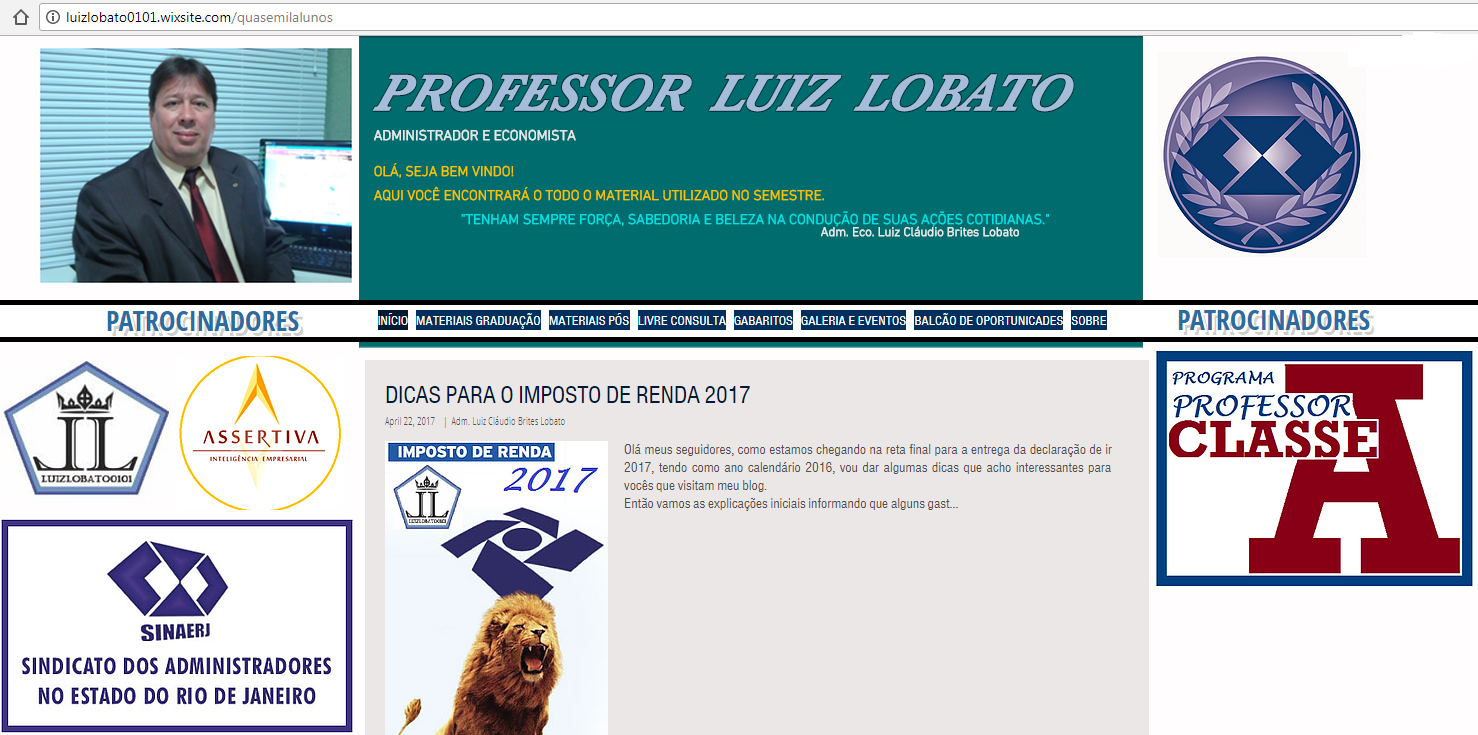 luizlobato0101.wixsite.com/quasemilalunos
PROFESSOR LUIZ LOBATO
ADMINISTRADOR E ECONOMISTA
OLÁ, SEJA BEM VINDO!
AQUI VOCÊ ENCONTRARÁ O TODO O MATERIAL UTILIZADO NO SEMESTRE.
"TENHAM SEMPRE FORÇA, SABEDORIA E BELEZA NA CONDUÇÃO DE SUAS AÇÕES COTIDIANAS."
Adm. Eco. Luiz Cláudio Brites Lobato
PATROCINADORES
INÍCIO MATERIAIS GRADUAÇÃO MATERIAIS PÓS LIVRE CONSULTA GABARITOS GALERIA E EVENTOS BALCÃO DE OPORTUNICADES SOBRE
PATROCINADORES
LL
LUIZLOBATO0101
ASSERTIVA
INTELIGÊNCIA EMPRESARIAL
SINAERJ
SINDICATO DOS ADMINISTRADORES
NO ESTADO DO RIO DE JANEIRO
DICAS PARA O IMPOSTO DE RENDA 2017
April 22, 2017 | Adm. Luiz Cláudio Brites Lobato
IMPOSTO DE RENDA
2017
LL
LUIZLOBATO0101
Olá meus seguidores, como estamos chegando na reta final para a entrega da declaração de ir
2017, tendo como ano calendário 2016, vou dar algumas dicas que acho interessantes para
vocês que visitam meu blog.
Então vamos as explicações iniciais informando que alguns gast...
PROGRAMA
PROFESSOR
CLASSE
A